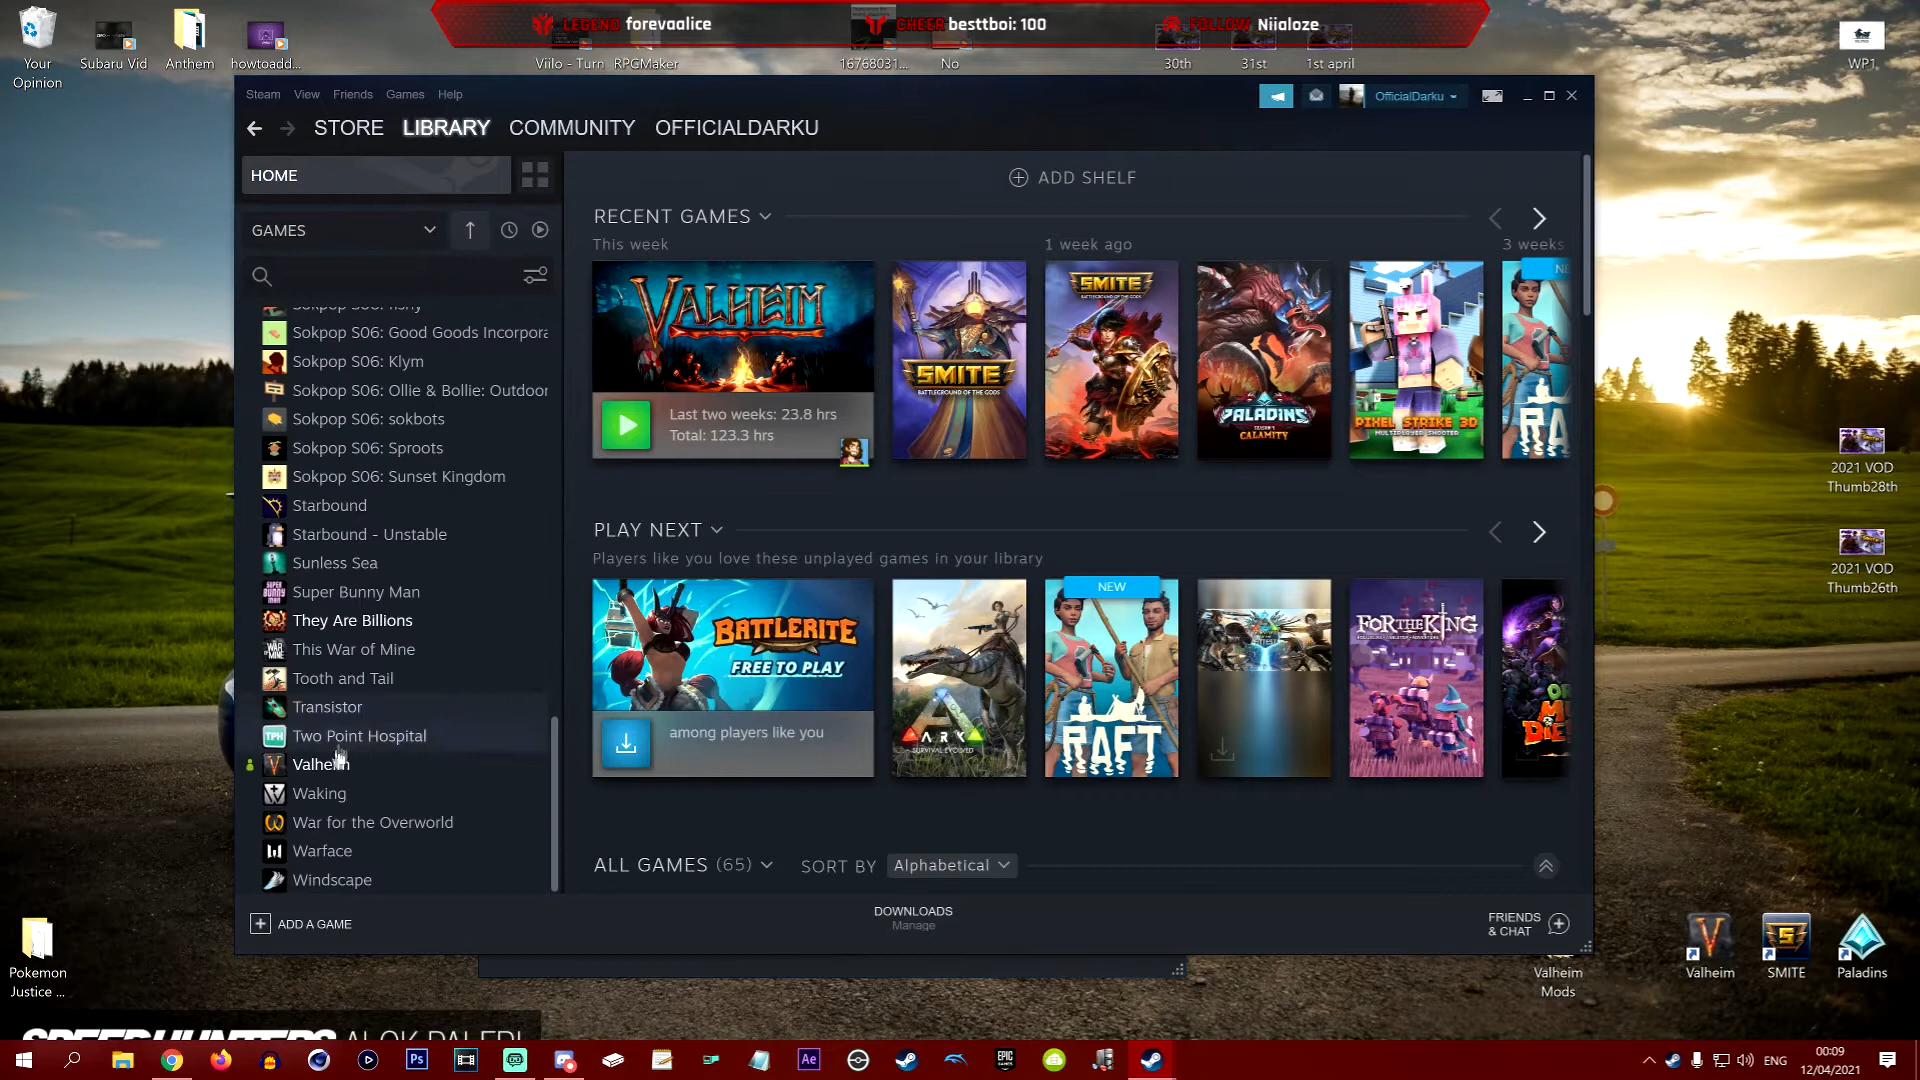 LEGEND forevaalice
CHEER besttboi: 100
FOLLOW Niialoze
Your
Opinion
Subaru Vid
Anthem
howtoadd...
Viilo - Turn
RPGMaker
16768031...
No
30th
31st
1st april
WP1
Steam View Friends Games Help
OfficialDarku
STORE LIBRARY COMMUNITY OFFICIALDARKU
HOME
GAMES
Sokpop S06: Good Goods Incorpora
Sokpop S06: Klym
Sokpop S06: Ollie & Bollie: Outdoor
Sokpop S06: sokbots
Sokpop S06: Sproots
Sokpop S06: Sunset Kingdom
Starbound
Starbound - Unstable
Sunless Sea
Super Bunny Man
They Are Billions
This War of Mine
Tooth and Tail
Transistor
Two Point Hospital
Valheim
Waking
War for the Overworld
Warface
Windscape
ADD A GAME
ADD SHELF
RECENT GAMES
This week
1 week ago
3 weeks
VALHEIM
Last two weeks: 23.8 hrs
Total: 123.3 hrs
SMITE
BATTLEGROUND OF THE GODS
SMITE
BATTLEGROUND OF THE GODS
PALADINS
CALAMITY
PIXEL STRIKE 3D
MULTIPLAYER SHOOTER
NE
RA
PLAY NEXT
Players like you love these unplayed games in your library
BATTLERITE
FREE TO PLAY
among players like you
ARK
SURVIVAL EVOLVED
NEW
RAFT
FOR THE KING
ALL GAMES (65)
SORT BY Alphabetical
DOWNLOADS
Manage
FRIENDS
& CHAT
2021 VOD
Thumb28th
2021 VOD
Thumb26th
Pokemon
Justice ...
Valheim
Mods
Valheim
SMITE
Paladins
SPEEDHUNTERS ALOK PALERI
Ps
Ae
EPIC
GAMES
ENG
00:09
12/04/2021